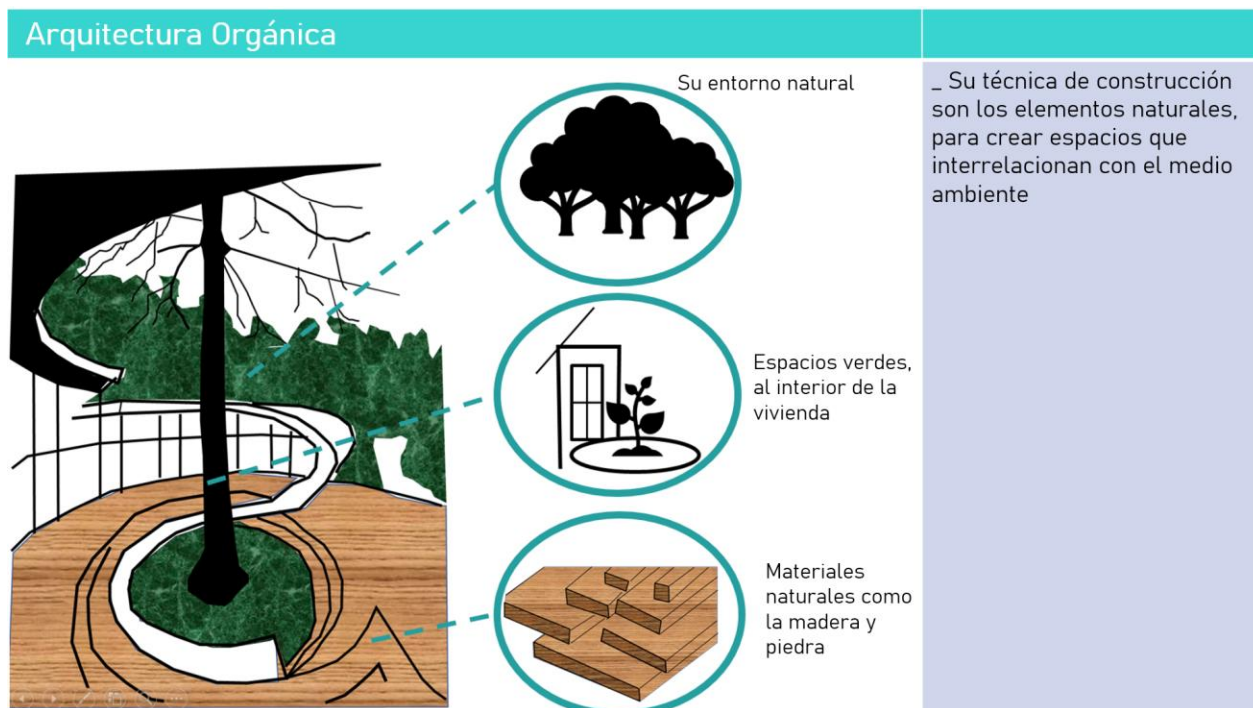 Arquitectura Orgánica
Su entorno natural
Espacios verdes,
al interior de la
vivienda
Materiales
naturales como
la madera y
piedra
_ Su técnica de construcción
son los elementos naturales,
para crear espacios que
interrelacionan con el medio
ambiente